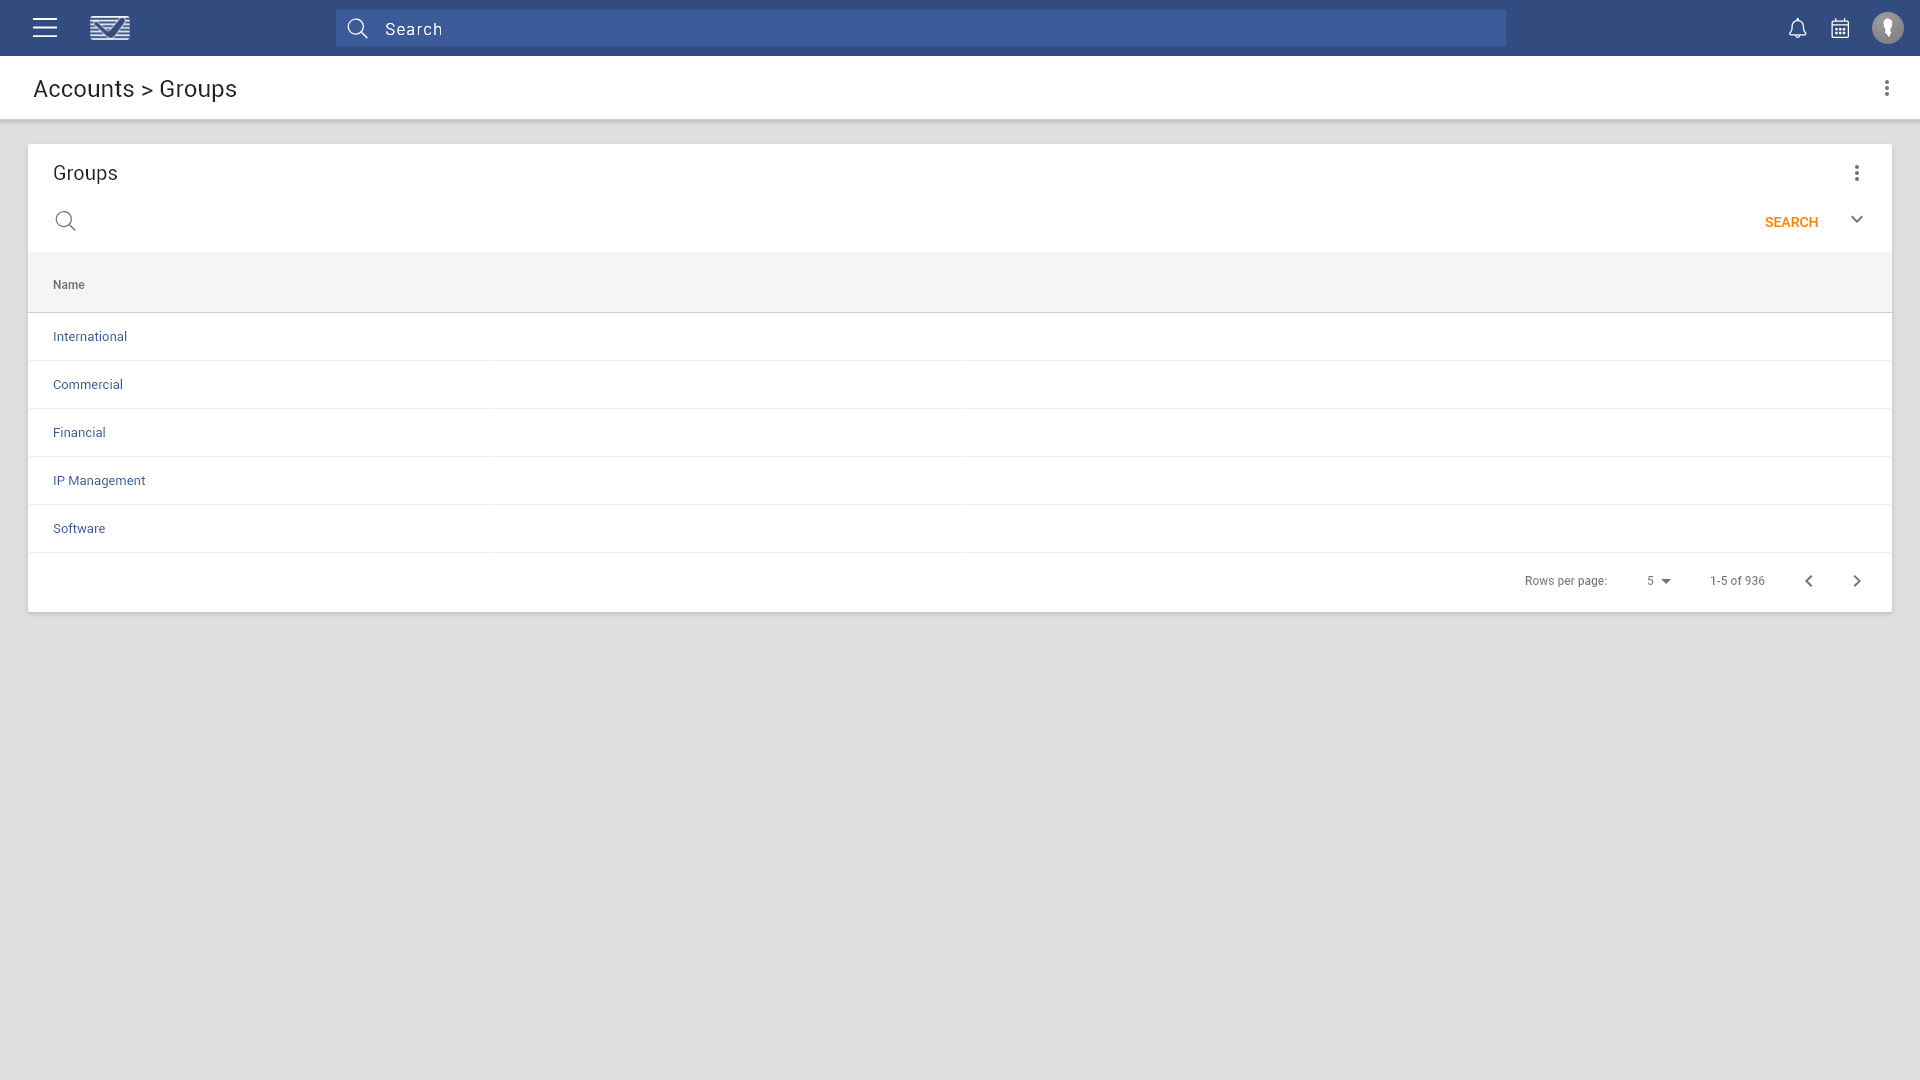 Search
Accounts > Groups
Groups
SEARCH
Name
International
Commercial
Financial
IP Management
Software
Rows per page: 5 1-5 of 936